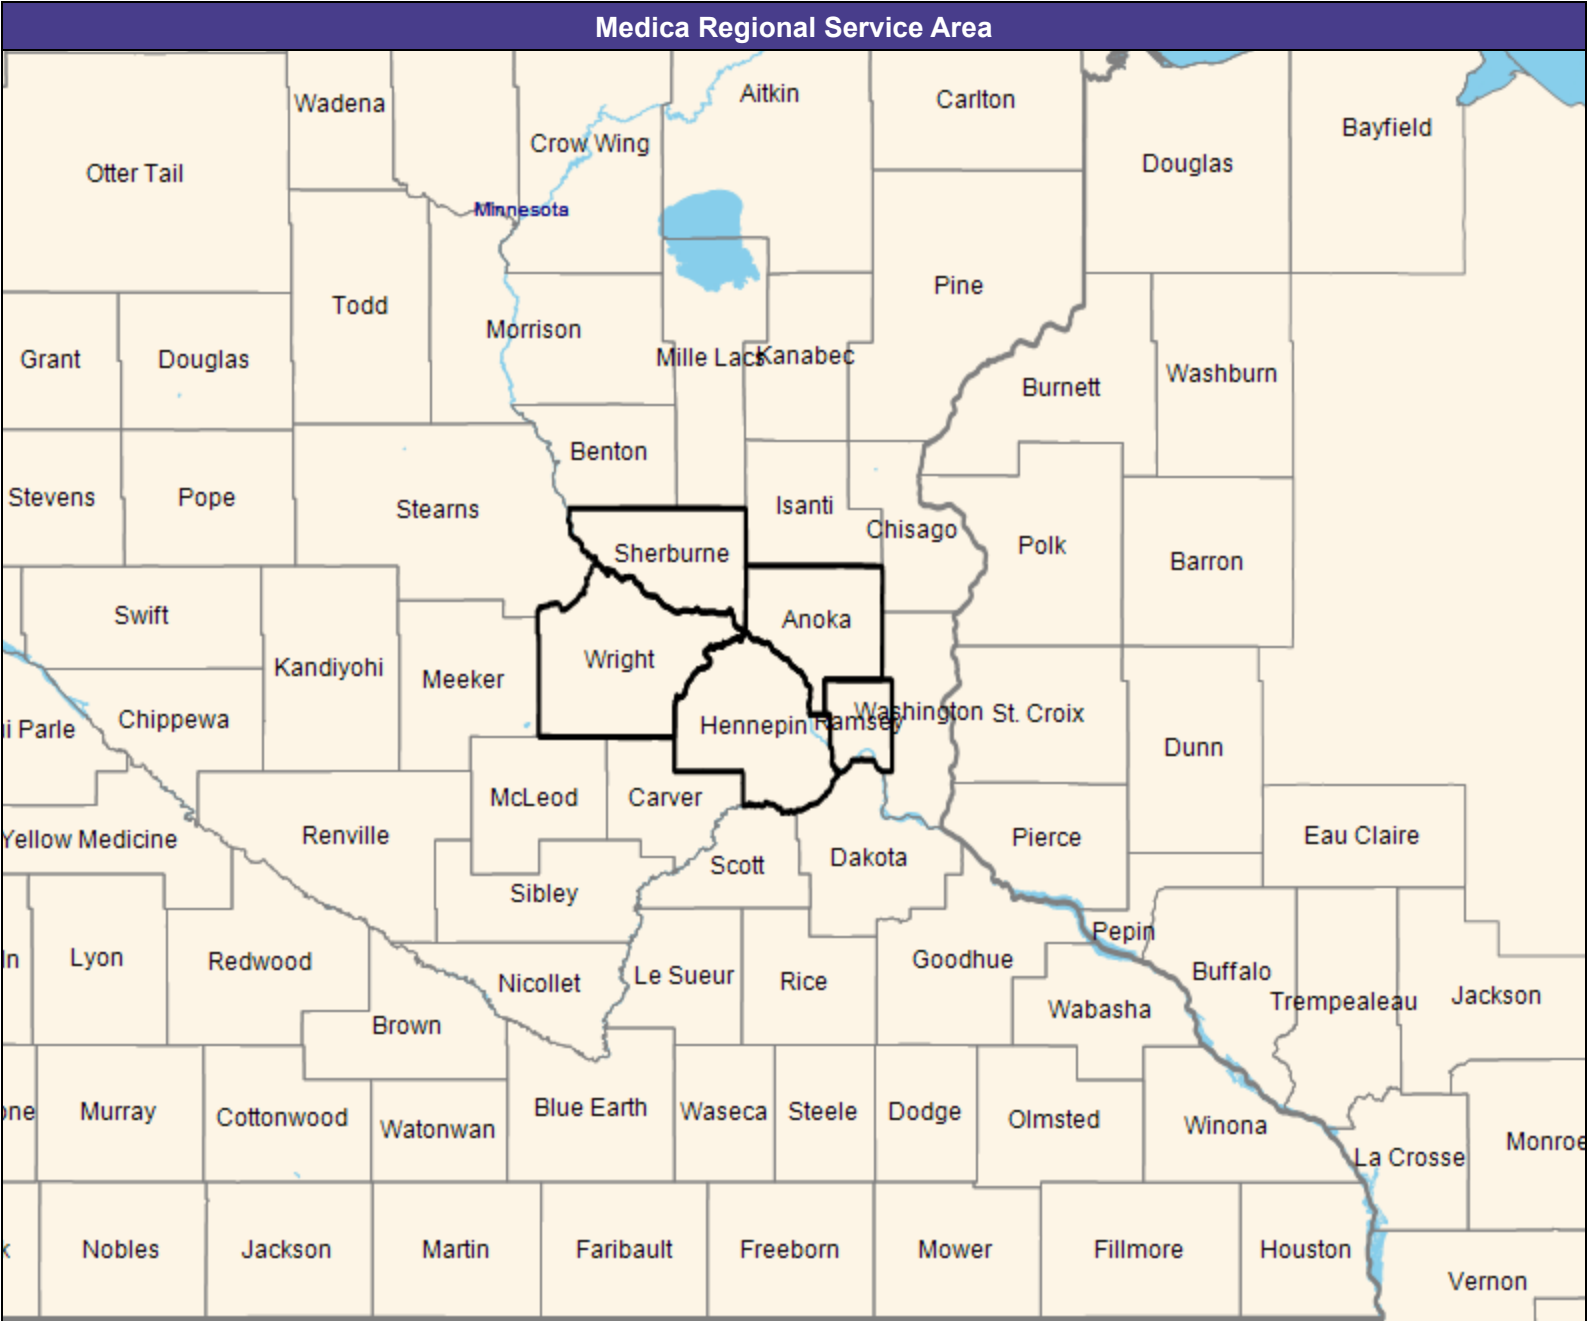 Medica Regional Service Area
Wadena
Aitkin
Carlton
Bayfield
Crow Wing
Douglas
Otter Tail
Minnesota
Pine
Todd
Morrison
Mille Lacs
Kanabec
Grant
Douglas
Burnett
Washburn
Benton
Stevens
Pope
Stearns
Isanti
Chisago
Sherburne
Polk
Barron
Swift
Anoka
Wright
Kandiyohi
Meeker
Chippewa
Hennepin
Ramsey
Washington
St. Croix
i Parle
Dunn
McLeod
Carver
Renville
Yellow Medicine
Pierce
Eau Claire
Scott
Dakota
Sibley
Pepin
ln
Lyon
Redwood
Nicollet
Le Sueur
Rice
Goodhue
Buffalo
Trempealeau
Jackson
Wabasha
Brown
one
Murray
Cottonwood
Watonwan
Blue Earth
Waseca
Steele
Dodge
Olmsted
Winona
La Crosse
Monroe
k
Nobles
Jackson
Martin
Faribault
Freeborn
Mower
Fillmore
Houston
Vernon